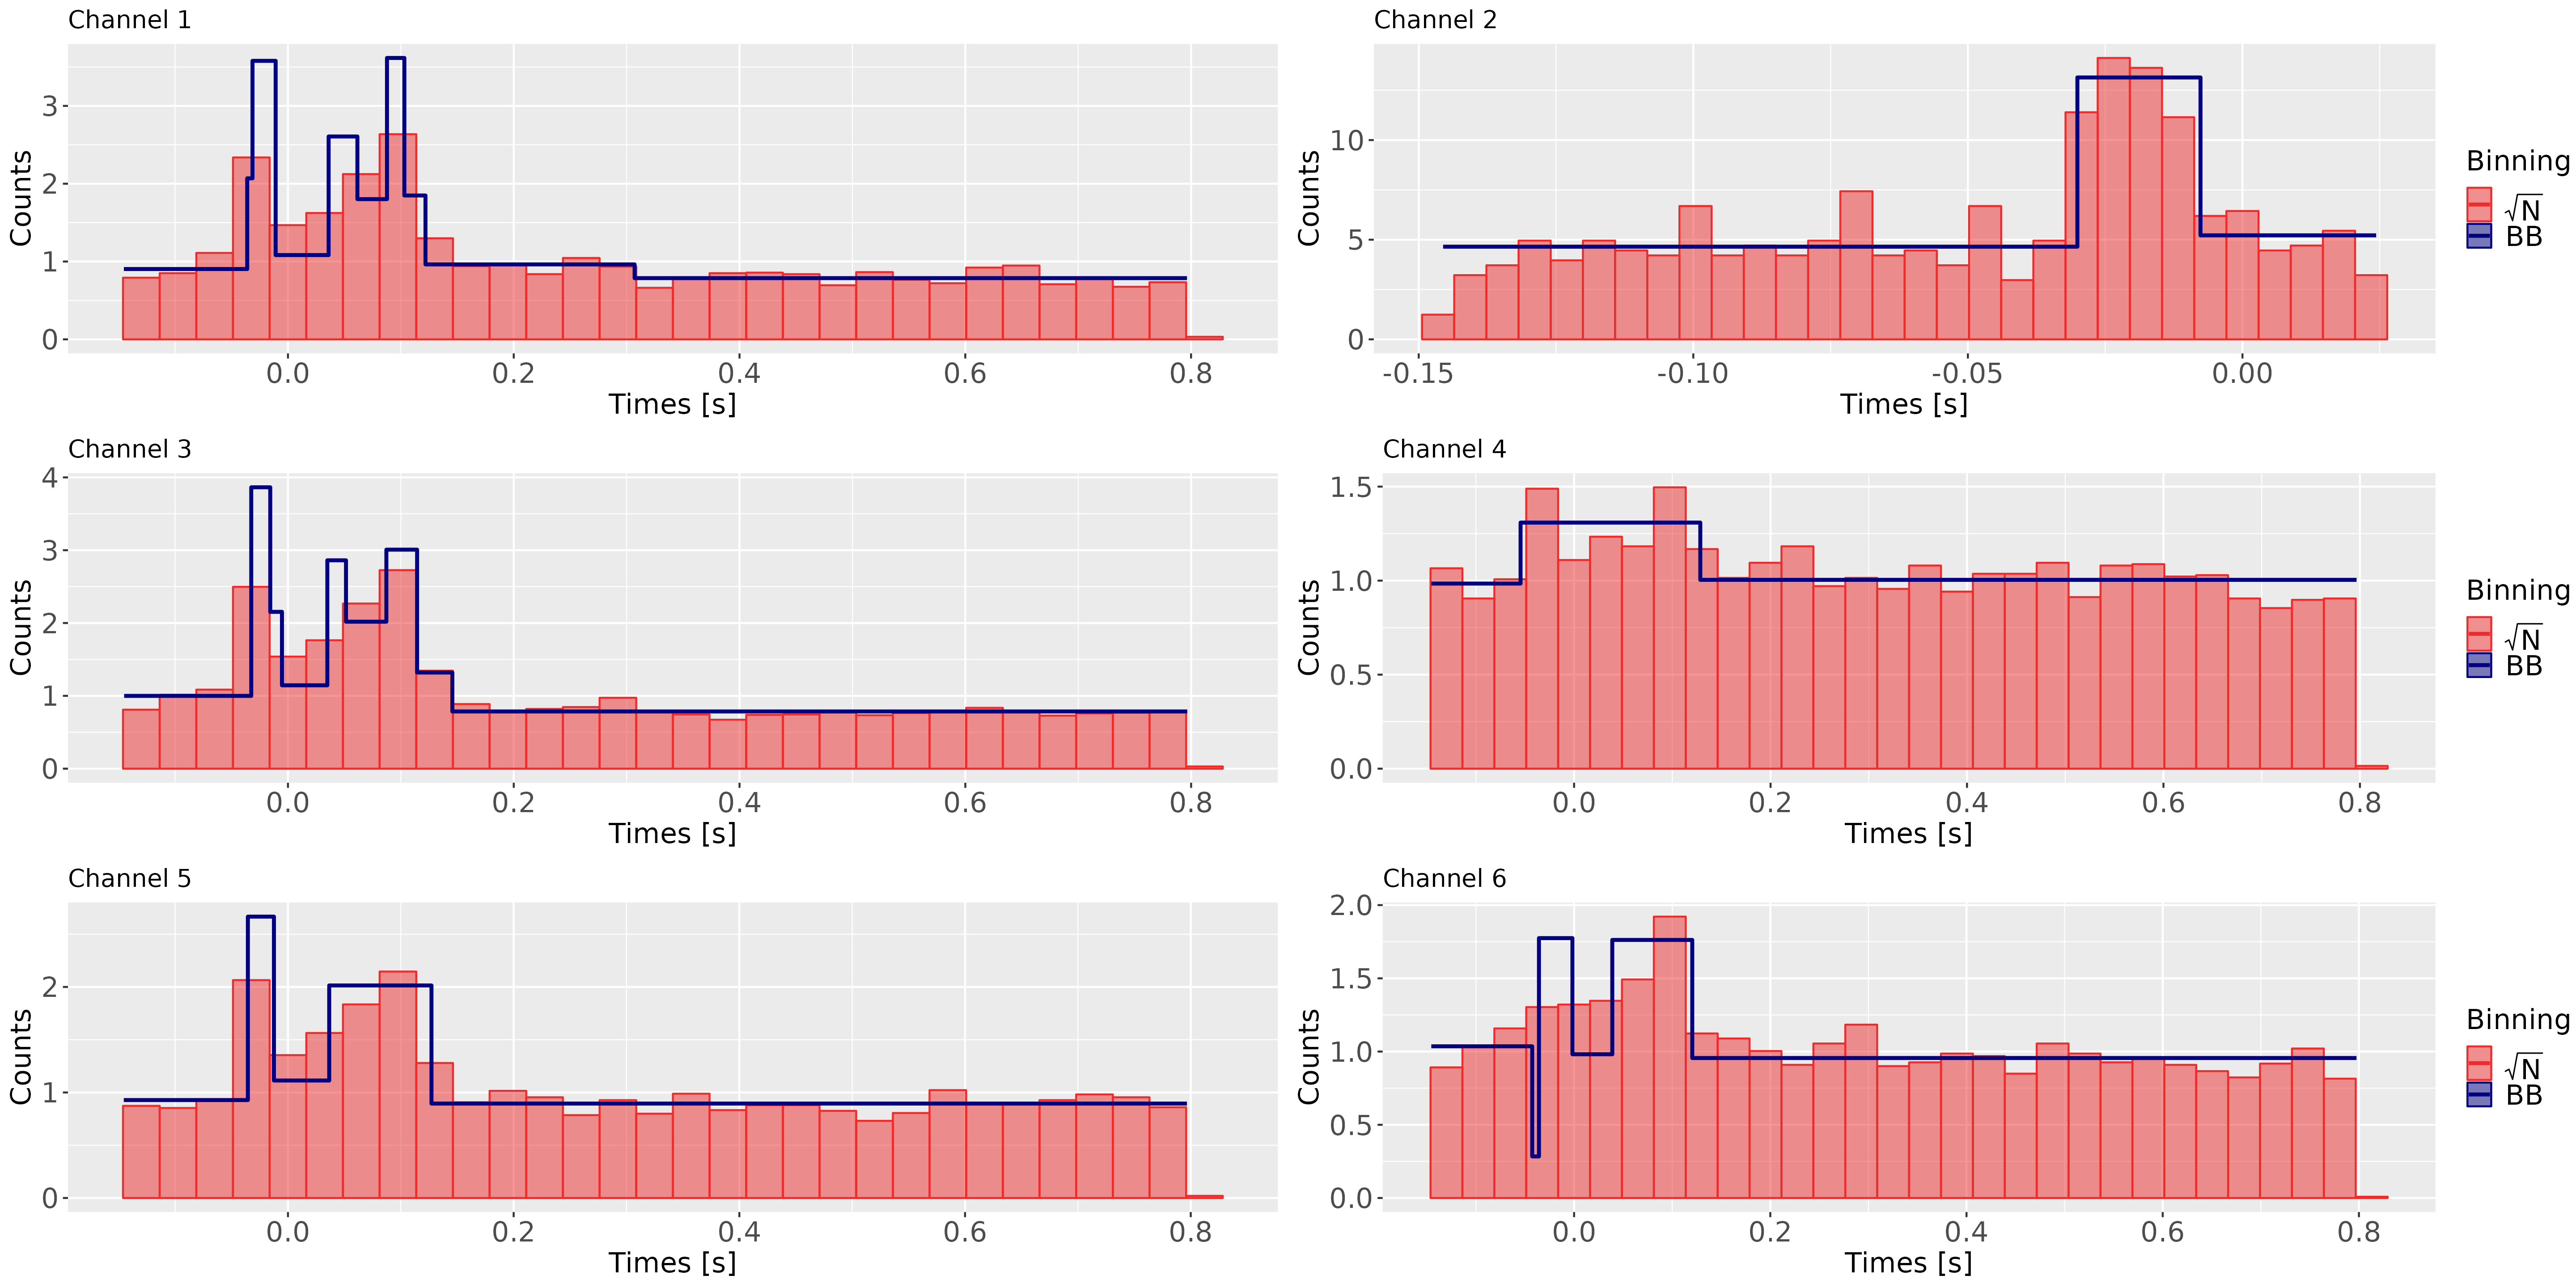 Channel 1
Counts
3
2
1
0
0.0 0.2 0.4 0.6 0.8
Times [s]
Channel 2
Counts
10
5
0
-0.15 -0.10 -0.05 0.00
Times [s]
Binning
√N
BB
Channel 3
Counts
4
3
2
1
0
0.0 0.2 0.4 0.6 0.8
Times [s]
Channel 4
Counts
1.5
1.0
0.5
0.0
0.0 0.2 0.4 0.6 0.8
Times [s]
Binning
√N
BB
Channel 5
Counts
2
1
0
0.0 0.2 0.4 0.6 0.8
Times [s]
Channel 6
Counts
2.0
1.5
1.0
0.5
0.0
0.0 0.2 0.4 0.6 0.8
Times [s]
Binning
√N
BB